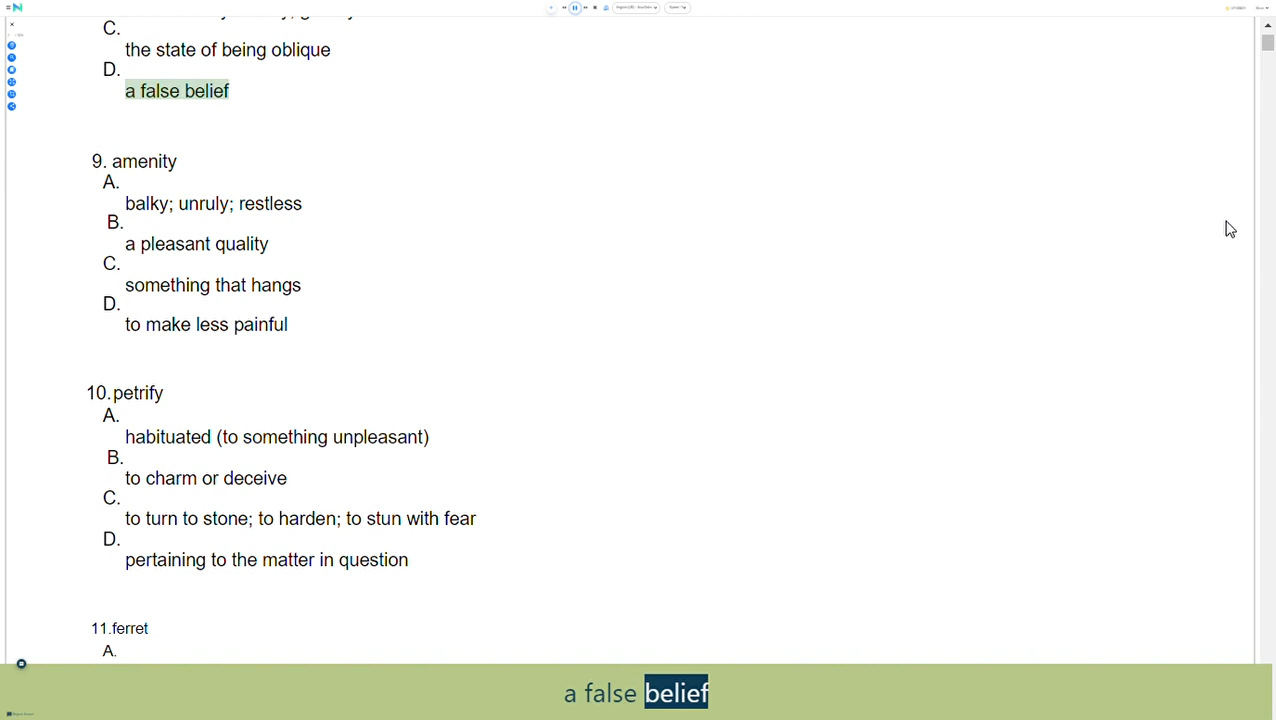 C.
the state of being oblique
D.
a false belief
9. amenity
A.
balky; unruly; restless
B.
a pleasant quality
C.
something that hangs
D.
to make less painful
10.petrify
A.
habituated (to something unpleasant)
B.
to charm or deceive
C.
to turn to stone; to harden; to stun with fear
D.
pertaining to the matter in question
11.ferret
A.
a false belief